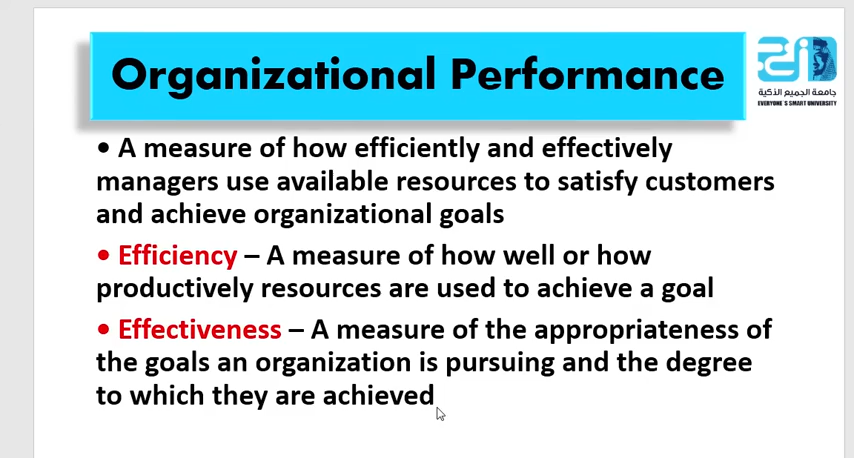 Organizational Performance
جامعة الجميع الذكية
EVERYONE'S SMART UNIVERSITY
• A measure of how efficiently and effectively
managers use available resources to satisfy customers
and achieve organizational goals
• Efficiency – A measure of how well or how
productively resources are used to achieve a goal
• Effectiveness – A measure of the appropriateness of
the goals an organization is pursuing and the degree
to which they are achieved